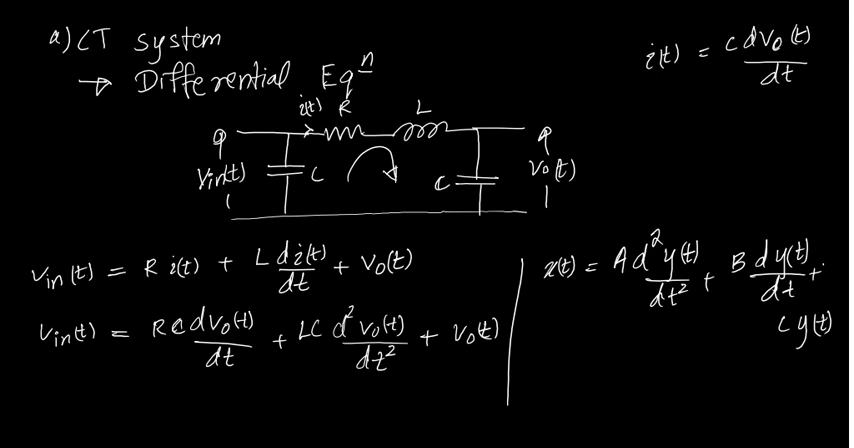 a) CT system
→ Differential Eqⁿ
i(t) = C dv₀(t)/dt
i(t) R L
Vin(t) C C v₀(t)
Vin(t) = R i(t) + L di(t)/dt + V₀(t)
Vin(t) = RC dv₀(t)/dt + LC d²v₀(t)/dt² + V₀(t)
x(t) = A d²y(t)/dt² + B dy(t)/dt +
C y(t)